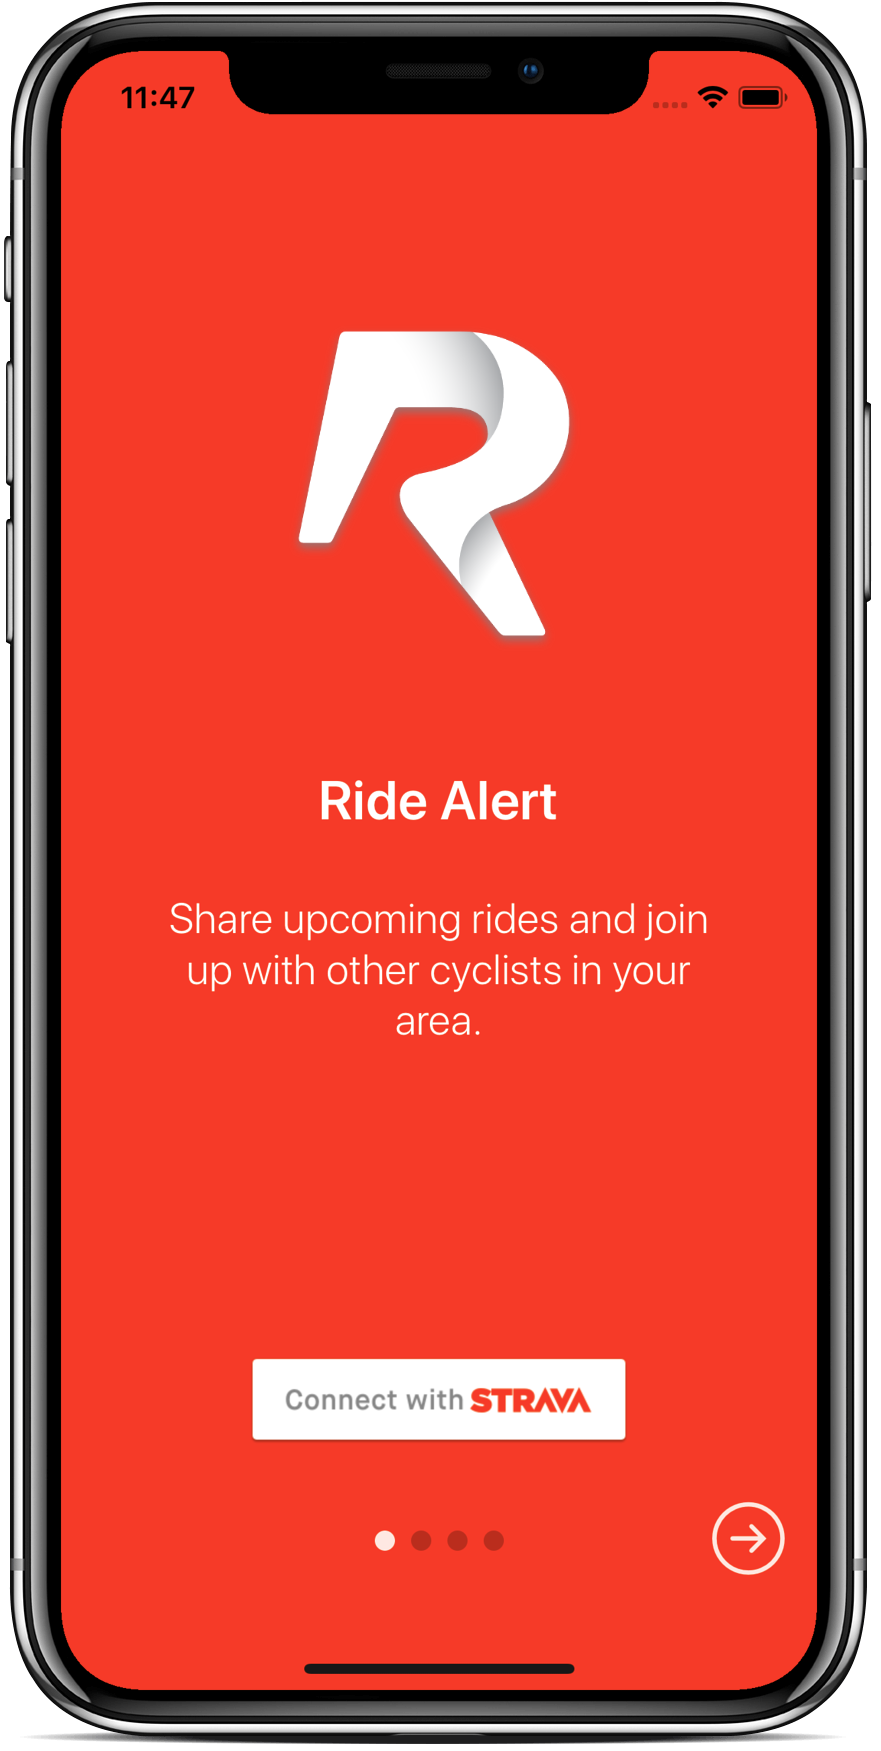 11:47
R
Ride Alert
Share upcoming rides and join
up with other cyclists in your
area.
Connect with STRAVA